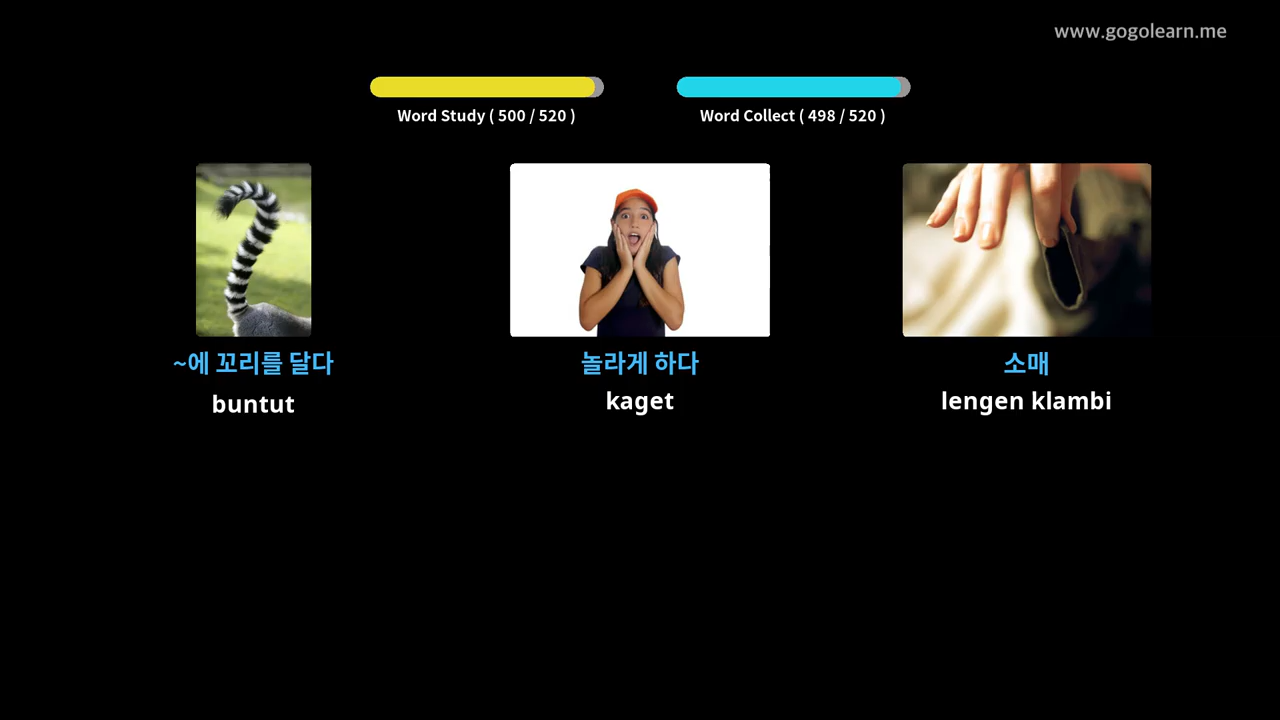 www.gogolearn.me
Word Study ( 500 / 520 )
Word Collect ( 498 / 520 )
~에 꼬리를 달다
놀라게 하다
소매
buntut
kaget
lengen klambi